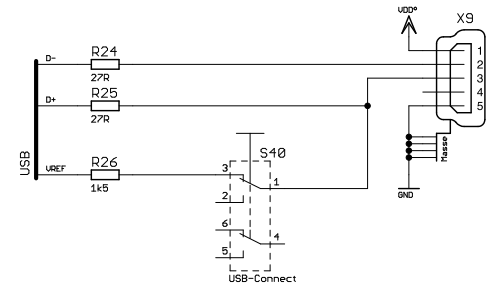 VDD°
X9
D-
R24
27R
D+
R25
27R
USB
VREF
R26
1k5
S40
3
1
2
6
4
5
USB-Connect
1
2
3
4
5
Masse
GND